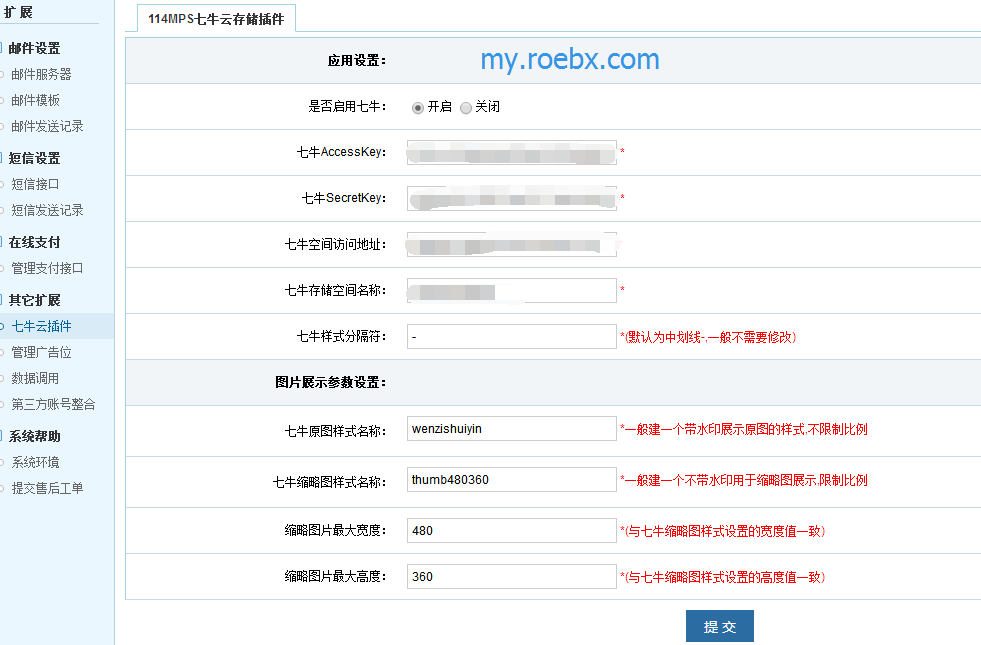 扩展
邮件设置
邮件服务器
邮件模板
邮件发送记录
短信设置
短信接口
短信发送记录
在线支付
管理支付接口
其它扩展
七牛云插件
管理广告位
数据调用
第三方账号整合
系统帮助
系统环境
提交售后工单
114MPS七牛云存储插件
应用设置：
my.roebx.com
是否启用七牛： 开启 关闭
七牛AccessKey： *
七牛SecretKey： *
七牛空间访问地址：
七牛存储空间名称： *
七牛样式分隔符： - *(默认为中划线-,一般不需要修改)
图片展示参数设置：
七牛原图样式名称： wenzishuiyin *一般建一个带水印展示原图的样式,不限制比例
七牛缩略图样式名称： thumb480360 *一般建一个不带水印用于缩略图展示,限制比例
缩略图片最大宽度： 480 *(与七牛缩略图样式设置的宽度值一致)
缩略图片最大高度： 360 *(与七牛缩略图样式设置的高度值一致)
提 交